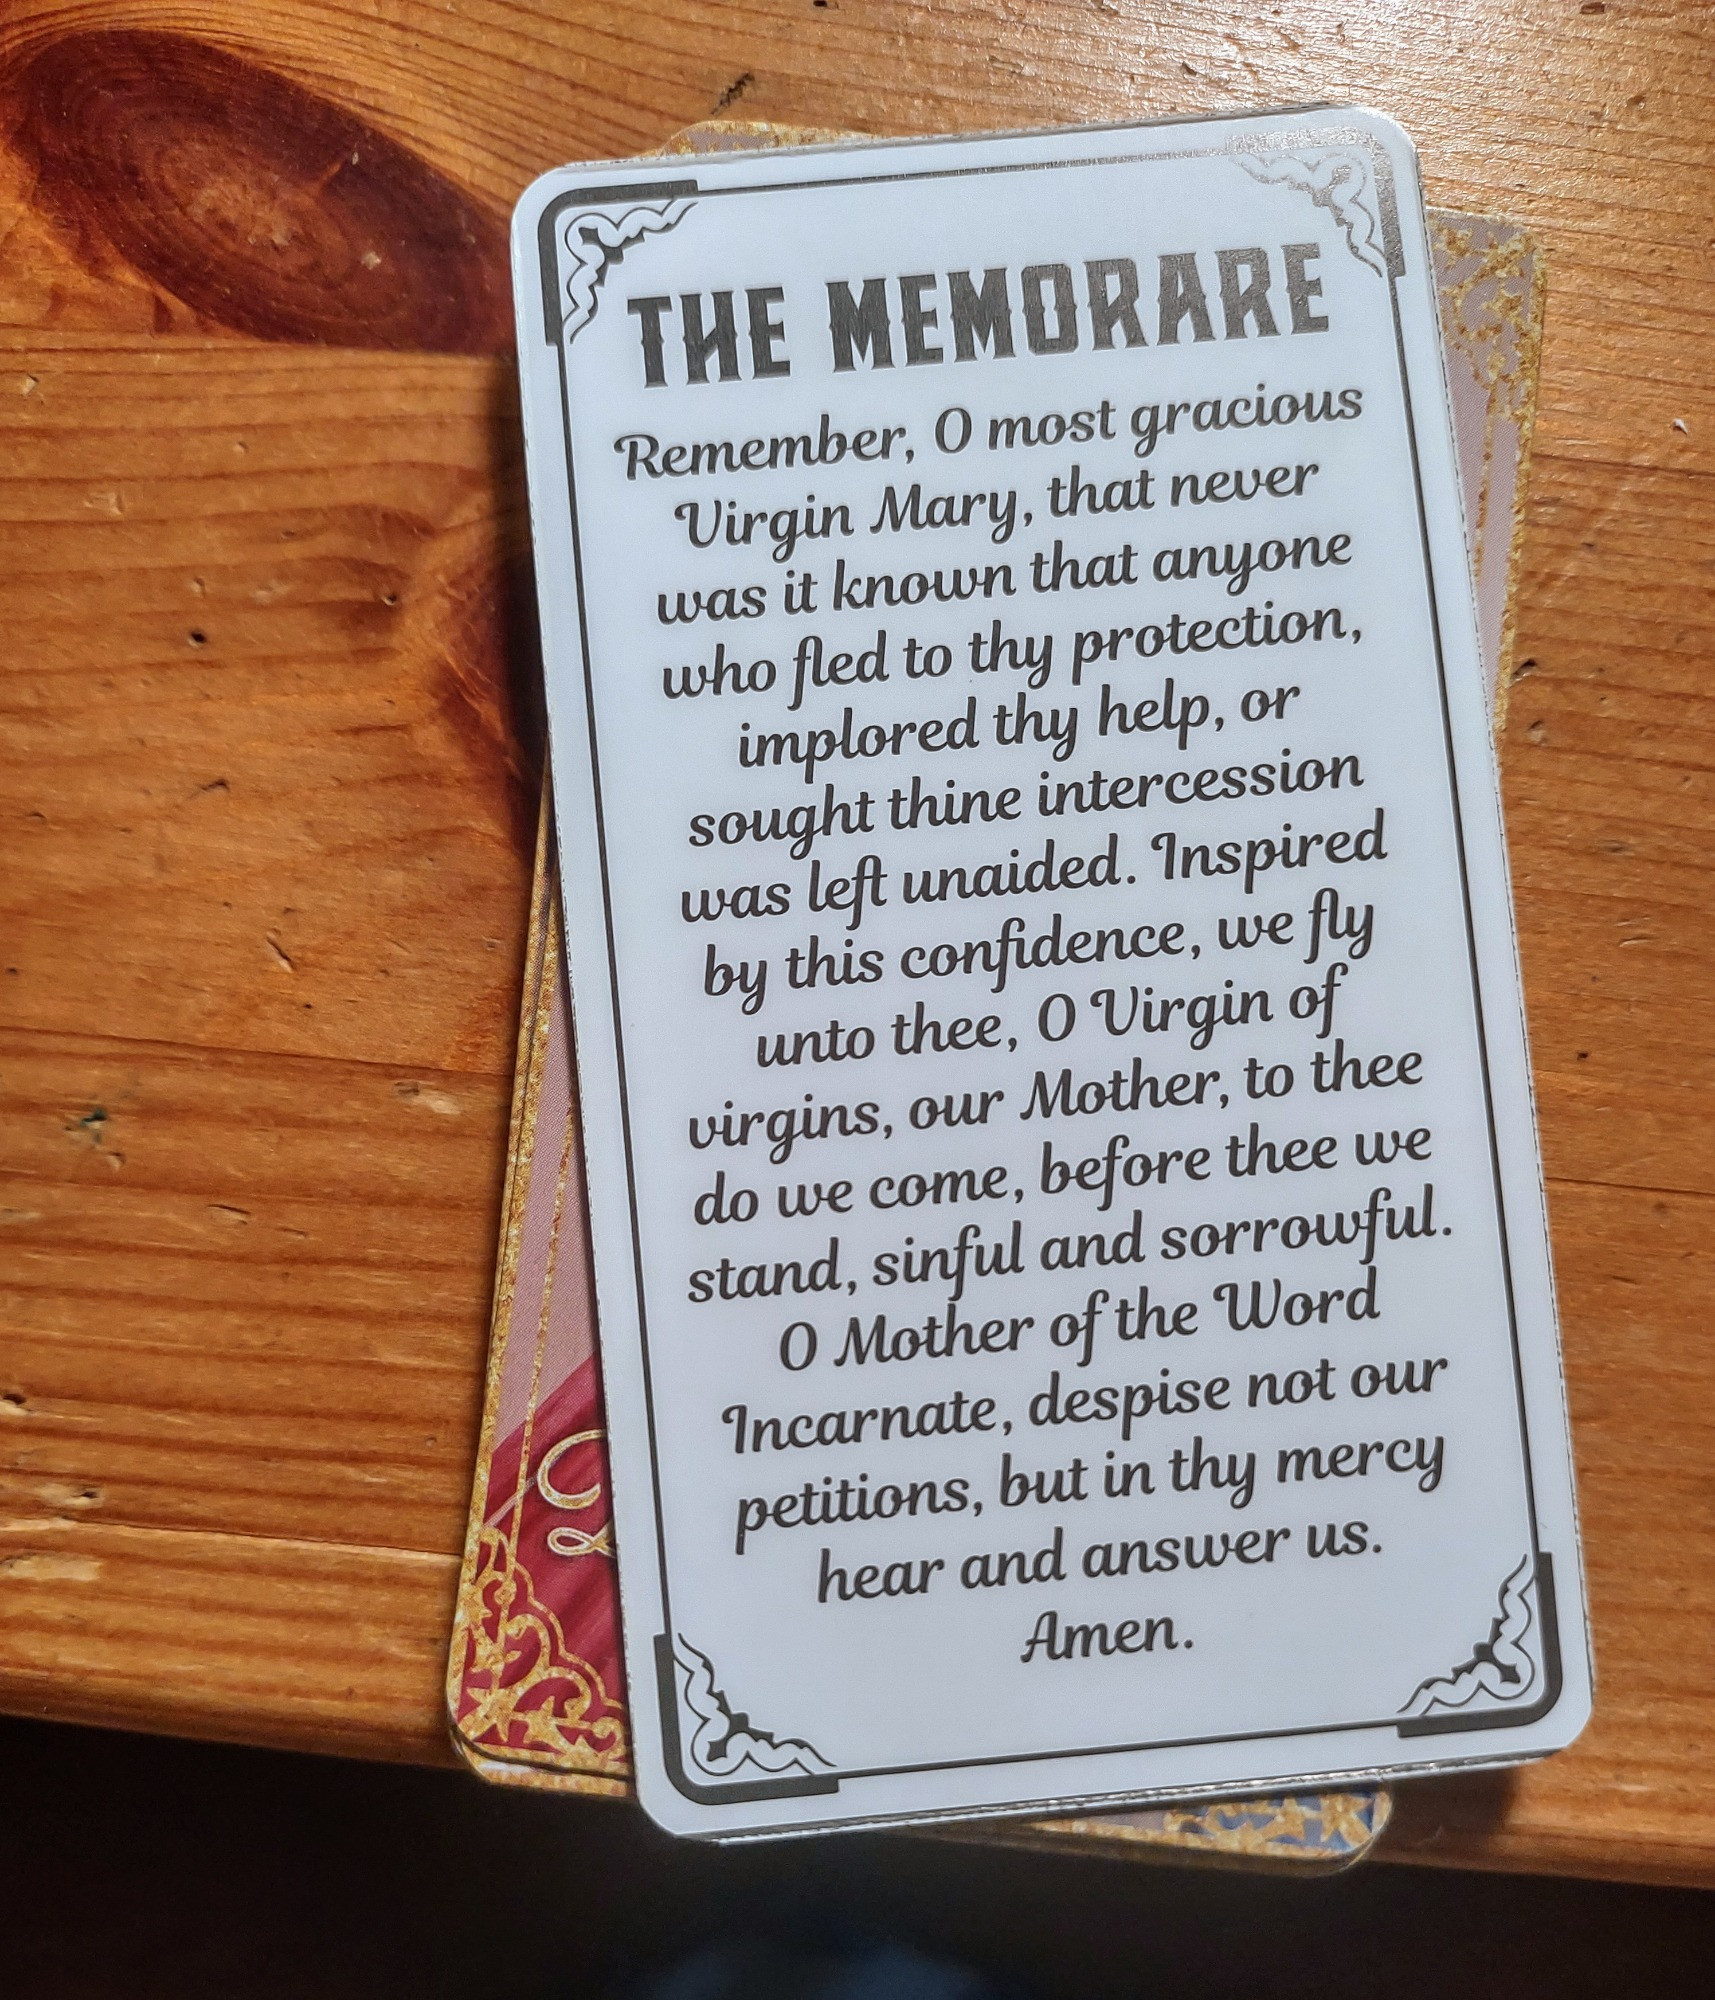 THE MEMORARE
Remember, O most gracious
Virgin Mary, that never
was it known that anyone
who fled to thy protection,
implored thy help, or
sought thine intercession
was left unaided. Inspired
by this confidence, we fly
unto thee, O Virgin of
virgins, our Mother, to thee
do we come, before thee we
stand, sinful and sorrowful.
O Mother of the Word
Incarnate, despise not our
petitions, but in thy mercy
hear and answer us.
Amen.